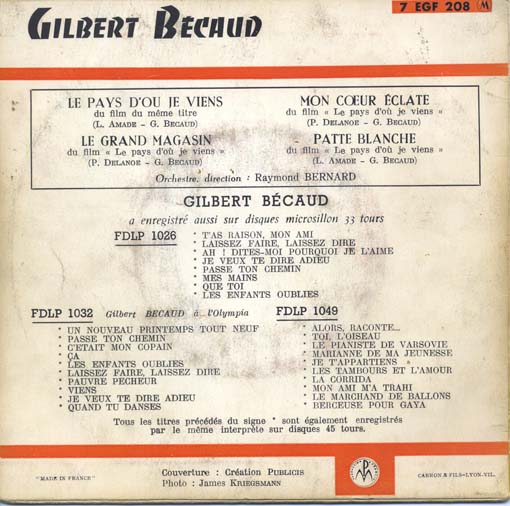 GILBERT BÉCAUD
7 EGF 208 M
LE PAYS D'OU JE VIENS
du film du même titre
(L. AMADE - G. BECAUD)
MON CŒUR ÉCLATE
du film « Le pays d'où je viens »
(P. DELANOE - G. BECAUD)
LE GRAND MAGASIN
du film « Le pays d'où je viens »
(P. DELANOE - G. BECAUD)
PATTE BLANCHE
du film « Le pays d'où je viens »
(L. AMADE - G. BECAUD)
Orchestre, direction : Raymond BERNARD
GILBERT BÉCAUD
a enregistré aussi sur disques microsillon 33 tours
FDLP 1026
* T'AS RAISON, MON AMI
* LAISSEZ FAIRE, LAISSEZ DIRE
* AH ! DITES-MOI POURQUOI JE L'AIME
* JE VEUX TE DIRE ADIEU
* PASSE TON CHEMIN
* MES MAINS
* QUE TOI
* LES ENFANTS OUBLIES
FDLP 1032 Gilbert BECAUD à l'Olympia
* UN NOUVEAU PRINTEMPS TOUT NEUF
* PASSE TON CHEMIN
* C'ETAIT MON COPAIN
* ÇA
* LES ENFANTS OUBLIES
* LAISSEZ FAIRE, LAISSEZ DIRE
* PAUVRE PECHEUR
* VIENS
* JE VEUX TE DIRE ADIEU
* QUAND TU DANSES
FDLP 1049
* ALORS, RACONTE...
* TOI, L'OISEAU
* LE PIANISTE DE VARSOVIE
* MARIANNE DE MA JEUNESSE
* JE T'APPARTIENS
* LES TAMBOURS ET L'AMOUR
* LA CORRIDA
* MON AMI M'A TRAHI
* LE MARCHAND DE BALLONS
* BERCEUSE POUR GAYA
Tous les titres précédés du signe * sont également enregistrés
par le même interprète sur disques 45 tours.
"MADE IN FRANCE"
Couverture : Création PUBLICIS
Photo : James KRIEGSMANN
CARRON & FILS-LYON-VIL.